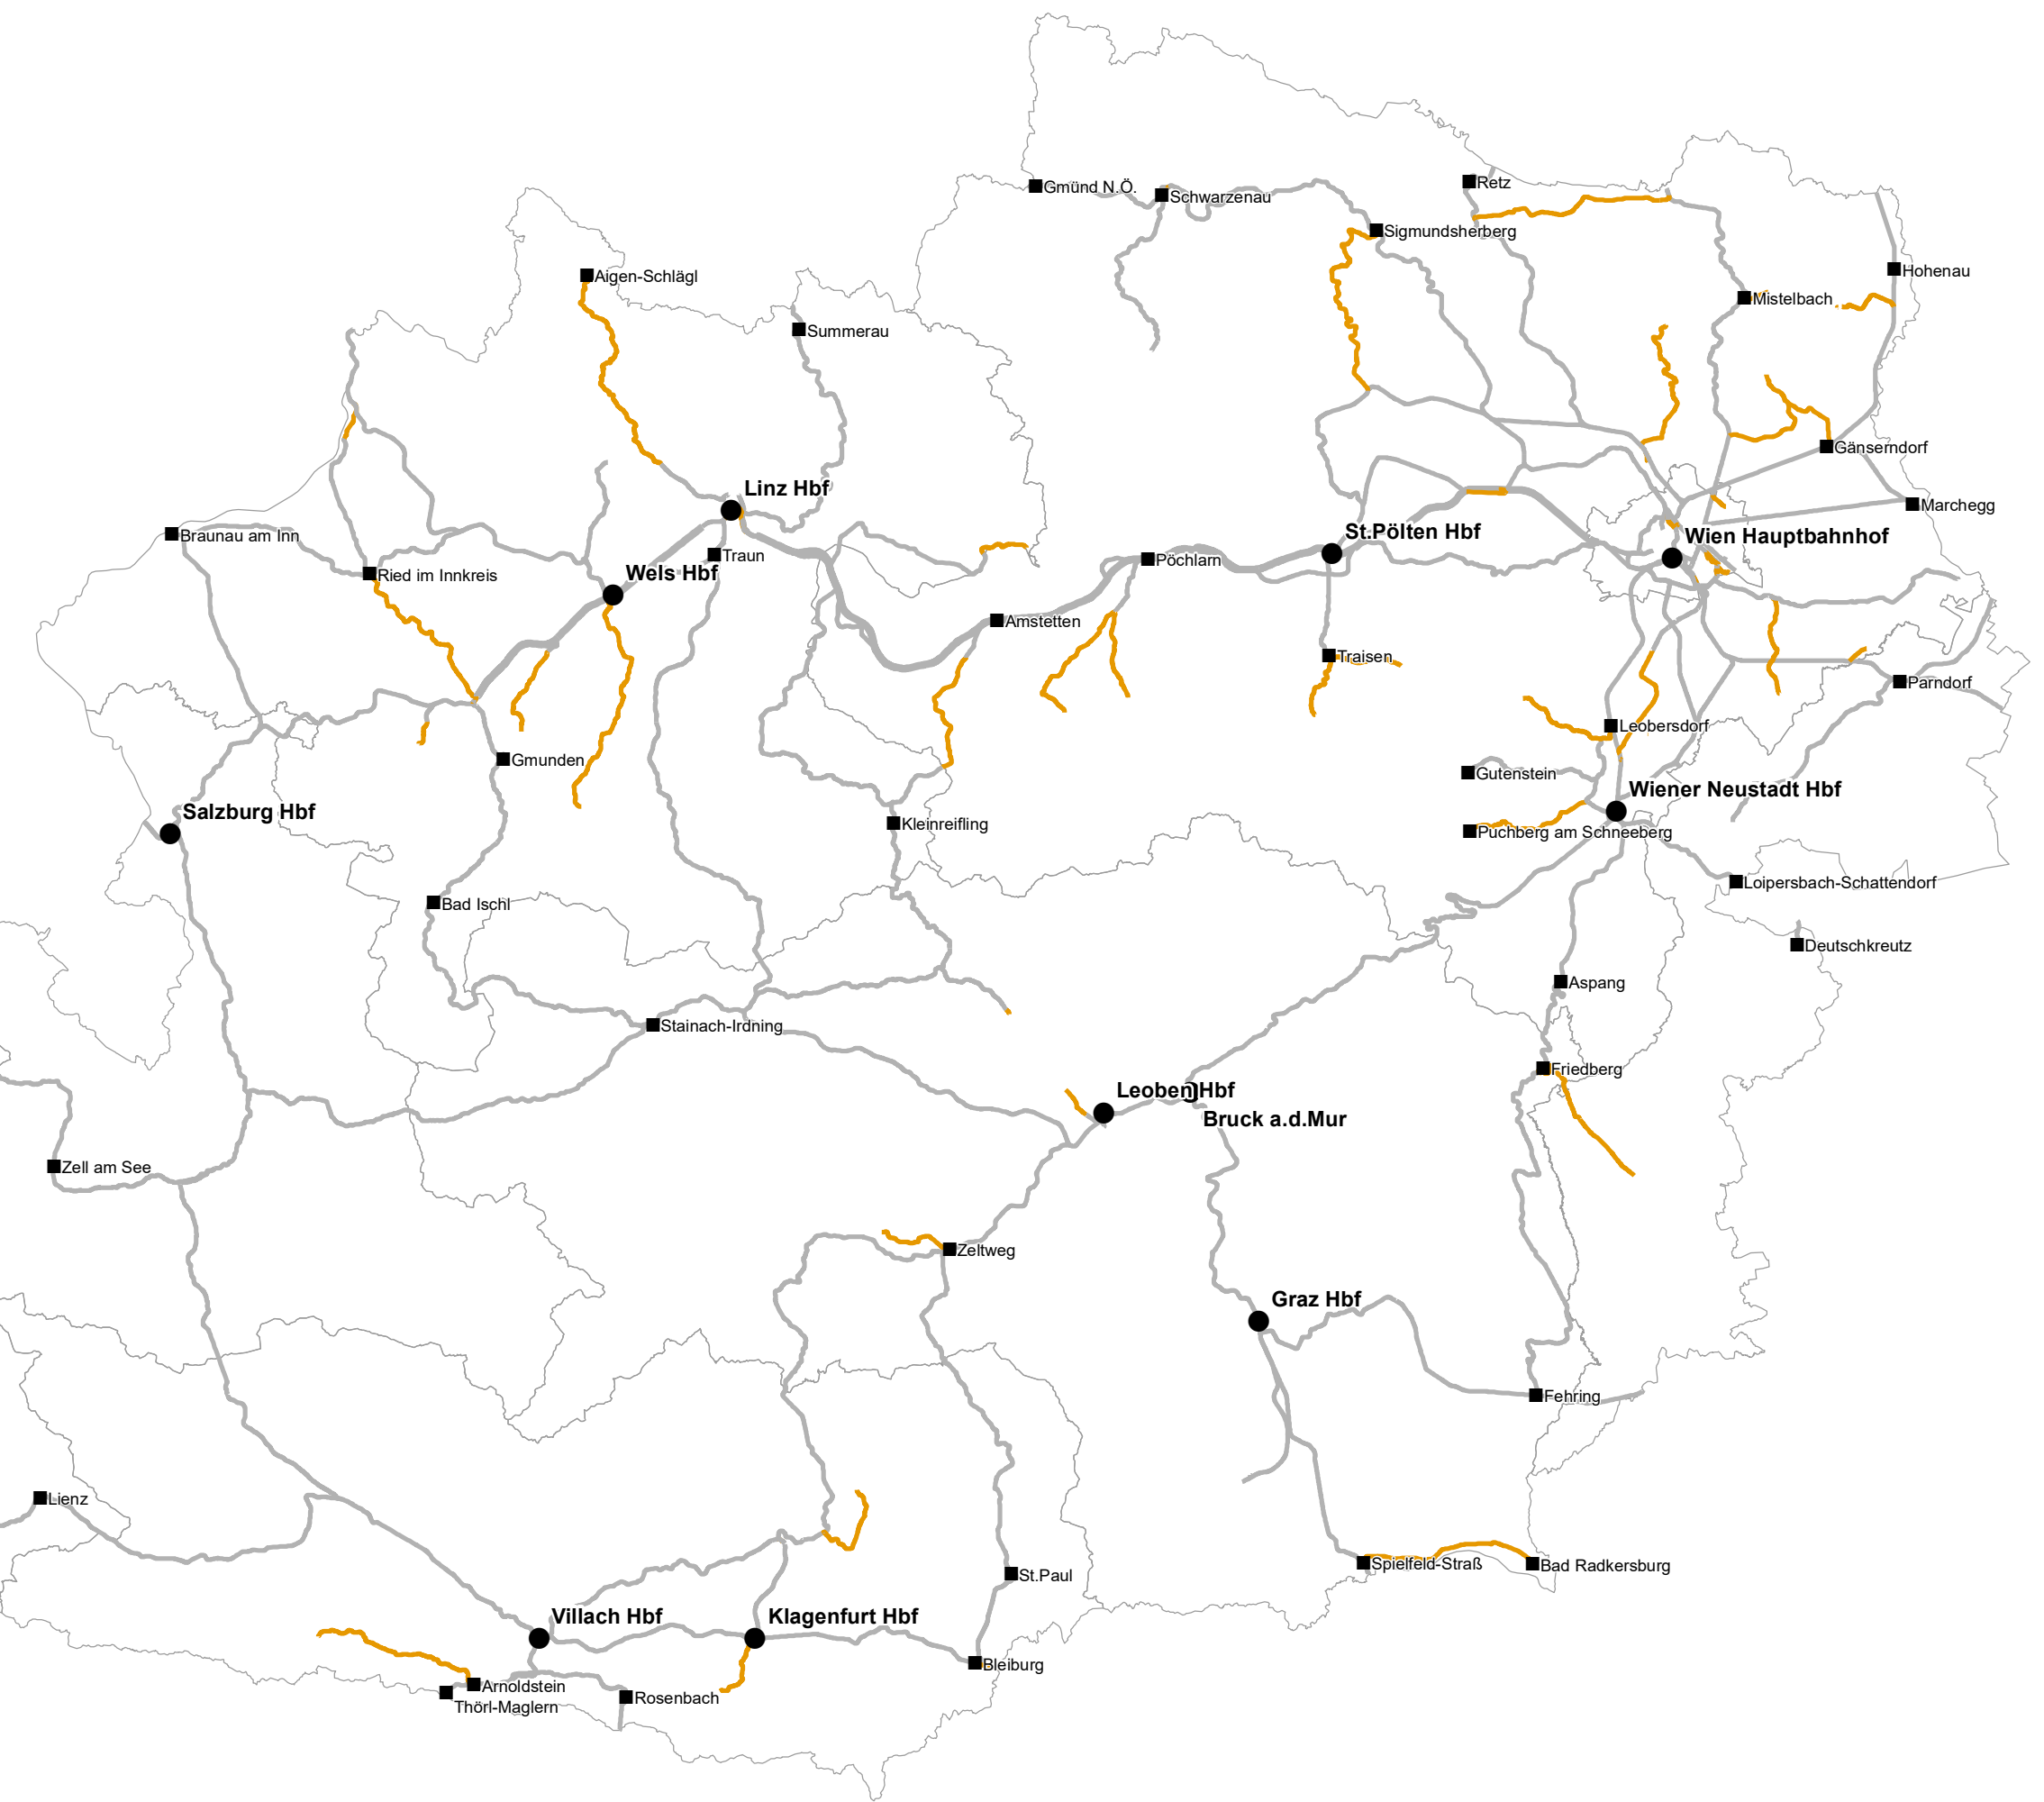 Gmünd N.Ö.
Schwarzenau
Retz
Sigmundsherberg
Hohenau
Mistelbach
Aigen-Schlägl
Summerau
Gänserndorf
Linz Hbf
Marchegg
Braunau am Inn
St.Pölten Hbf
Wien Hauptbahnhof
Traun
Pöchlarn
Ried im Innkreis
Wels Hbf
Amstetten
Traisen
Parndorf
Leobersdorf
Gmunden
Gutenstein
Wiener Neustadt Hbf
Salzburg Hbf
Kleinreifling
Puchberg am Schneeberg
Loipersbach-Schattendorf
Bad Ischl
Deutschkreutz
Aspang
Stainach-Irdning
Friedberg
Leoben Hbf
Bruck a.d.Mur
Zell am See
Zeltweg
Graz Hbf
Fehring
Lienz
Spielfeld-Straß
Bad Radkersburg
St.Paul
Villach Hbf
Klagenfurt Hbf
Bleiburg
Arnoldstein
Rosenbach
Thörl-Maglern